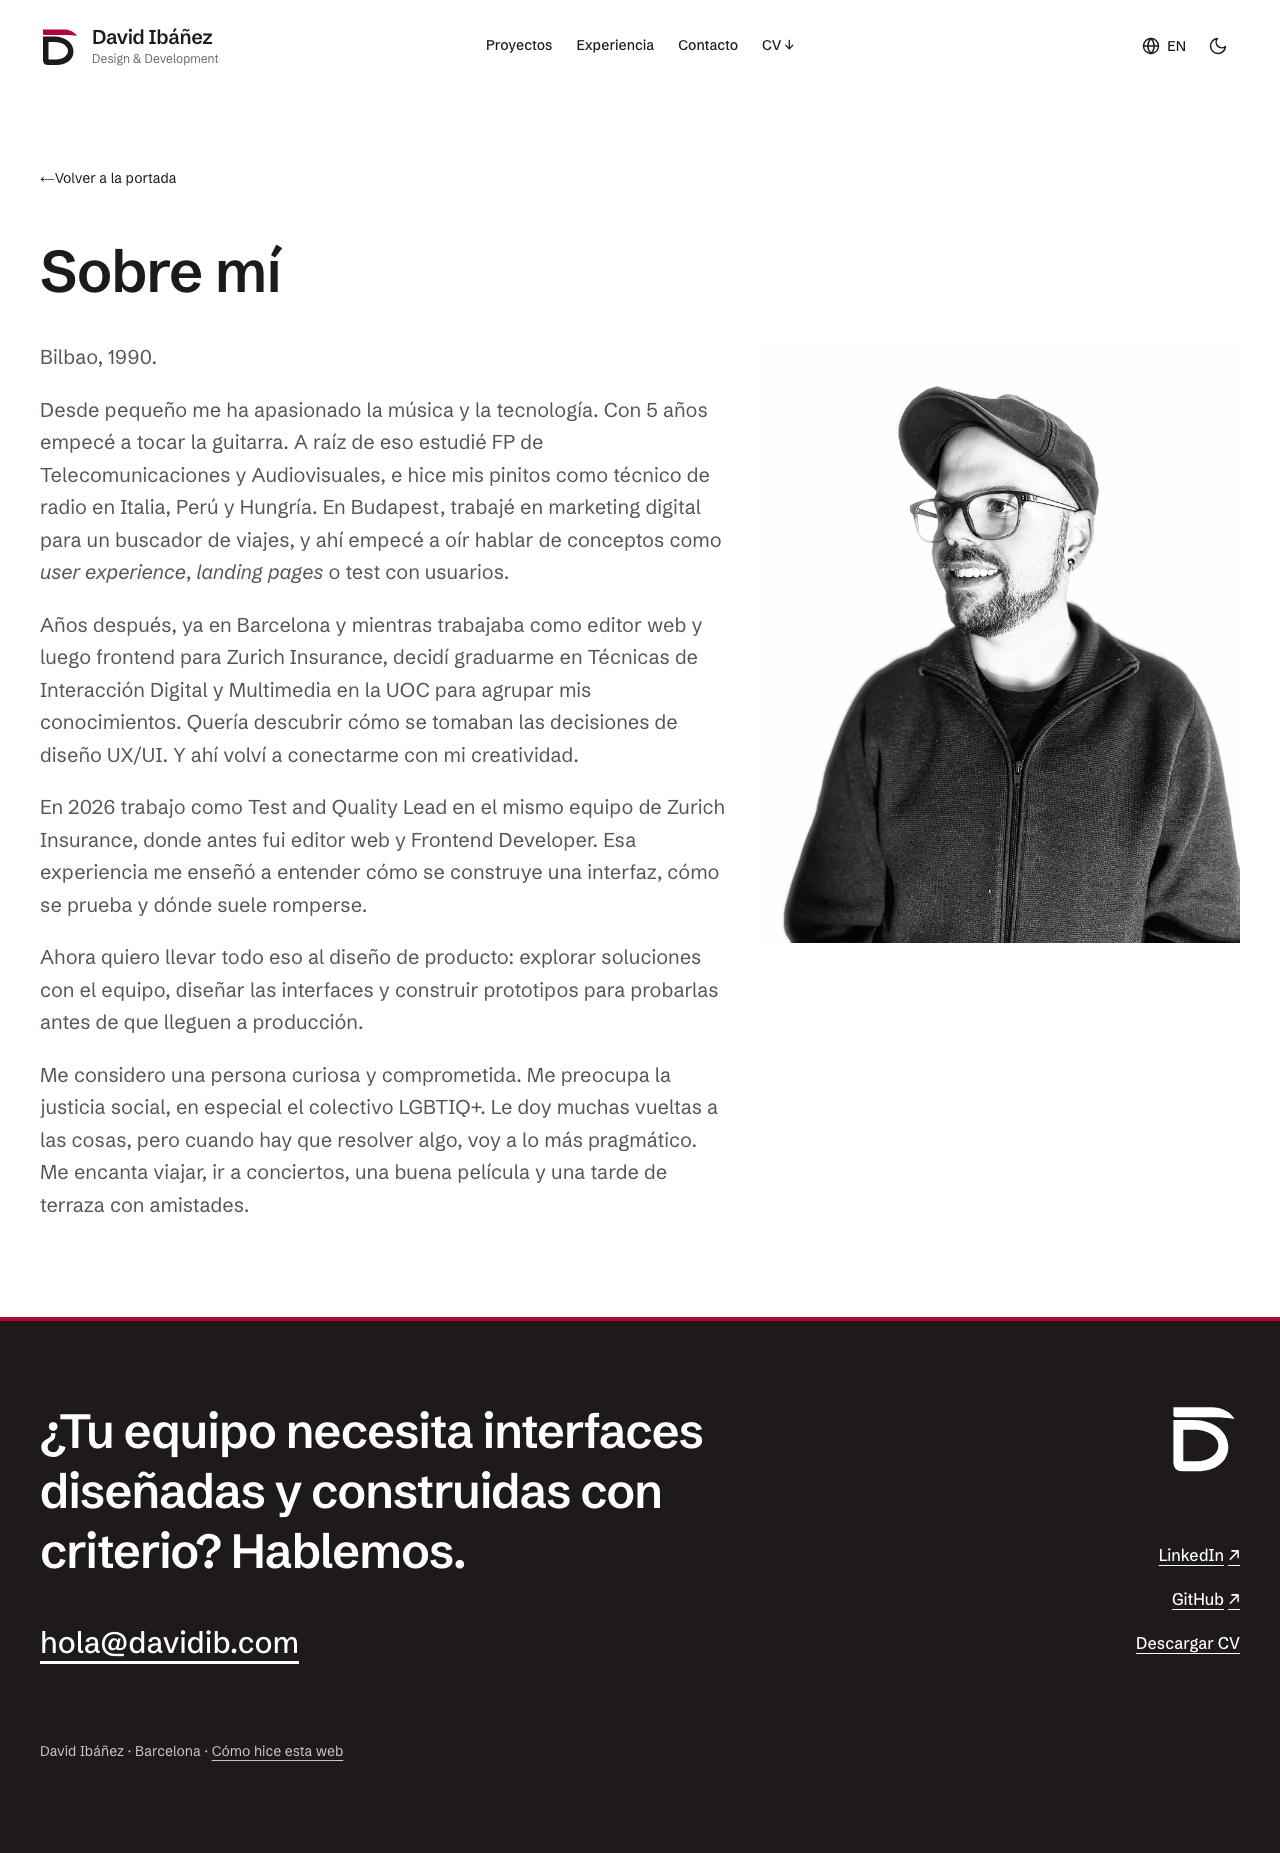 David Ibáñez
Design & Development
Proyectos Experiencia Contacto CV ↓
EN
←Volver a la portada
Sobre mí
Bilbao, 1990.
Desde pequeño me ha apasionado la música y la tecnología. Con 5 años
empecé a tocar la guitarra. A raíz de eso estudié FP de
Telecomunicaciones y Audiovisuales, e hice mis pinitos como técnico de
radio en Italia, Perú y Hungría. En Budapest, trabajé en marketing digital
para un buscador de viajes, y ahí empecé a oír hablar de conceptos como
user experience, landing pages o test con usuarios.
Años después, ya en Barcelona y mientras trabajaba como editor web y
luego frontend para Zurich Insurance, decidí graduarme en Técnicas de
Interacción Digital y Multimedia en la UOC para agrupar mis
conocimientos. Quería descubrir cómo se tomaban las decisiones de
diseño UX/UI. Y ahí volví a conectarme con mi creatividad.
En 2026 trabajo como Test and Quality Lead en el mismo equipo de Zurich
Insurance, donde antes fui editor web y Frontend Developer. Esa
experiencia me enseñó a entender cómo se construye una interfaz, cómo
se prueba y dónde suele romperse.
Ahora quiero llevar todo eso al diseño de producto: explorar soluciones
con el equipo, diseñar las interfaces y construir prototipos para probarlas
antes de que lleguen a producción.
Me considero una persona curiosa y comprometida. Me preocupa la
justicia social, en especial el colectivo LGBTIQ+. Le doy muchas vueltas a
las cosas, pero cuando hay que resolver algo, voy a lo más pragmático.
Me encanta viajar, ir a conciertos, una buena película y una tarde de
terraza con amistades.
¿Tu equipo necesita interfaces
diseñadas y construidas con
criterio? Hablemos.
hola@davidib.com
LinkedIn ↗
GitHub ↗
Descargar CV
David Ibáñez · Barcelona · Cómo hice esta web